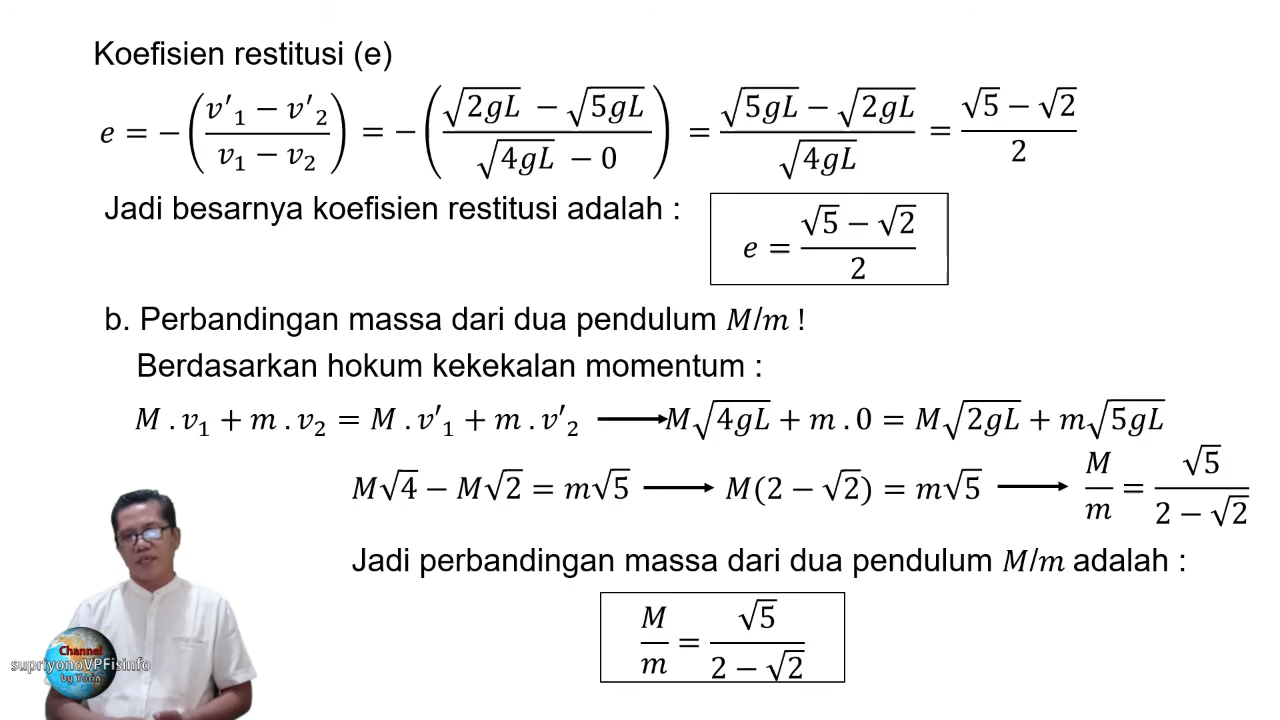 Koefisien restitusi (e)
e = −((v′₁ − v′₂)/(v₁ − v₂)) = −((√2gL − √5gL)/(√4gL − 0)) = (√5gL − √2gL)/√4gL = (√5 − √2)/2
Jadi besarnya koefisien restitusi adalah :
e = (√5 − √2)/2
b. Perbandingan massa dari dua pendulum M/m !
Berdasarkan hokum kekekalan momentum :
M . v₁ + m . v₂ = M . v′₁ + m . v′₂ ⟶ M√4gL + m . 0 = M√2gL + m√5gL
M√4 − M√2 = m√5 ⟶ M(2 − √2) = m√5 ⟶ M/m = √5/(2 − √2)
Jadi perbandingan massa dari dua pendulum M/m adalah :
M/m = √5/(2 − √2)
Channel
supriyonoVPFisinfo
by Yorin